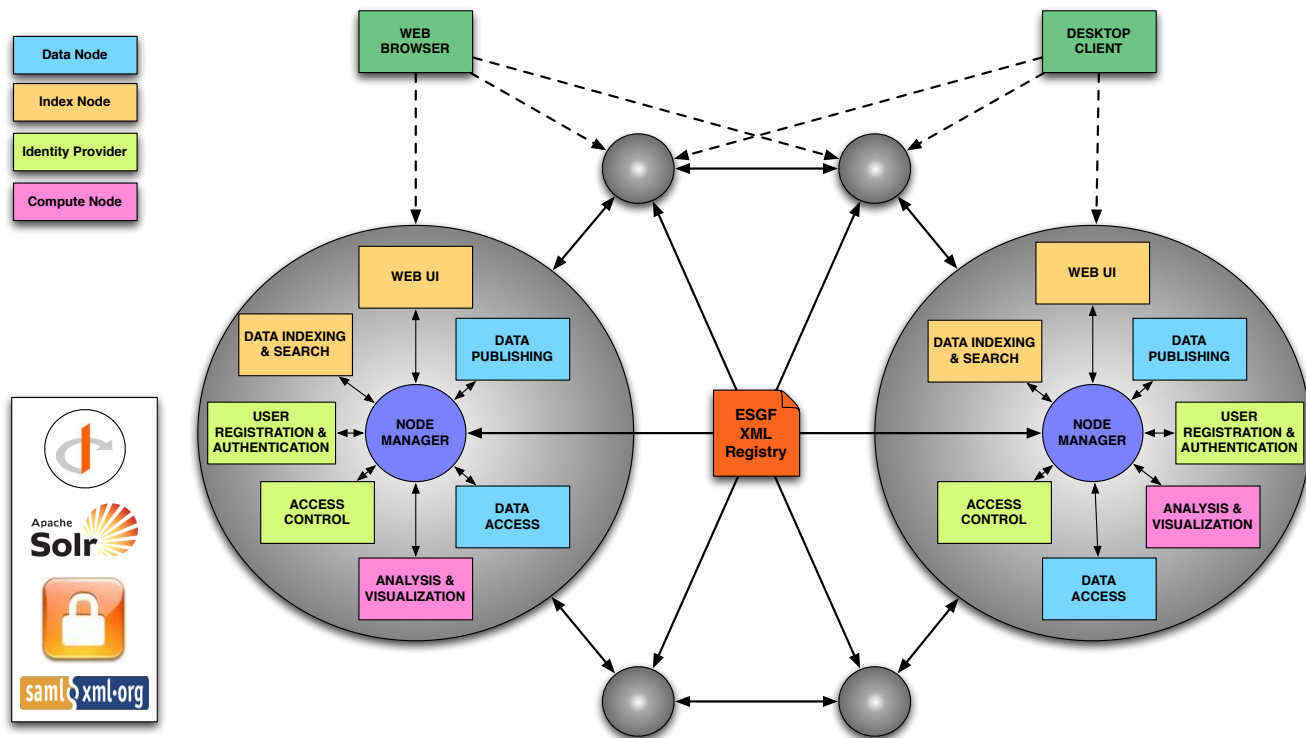 Data Node
Index Node
Identity Provider
Compute Node
WEB
BROWSER
DESKTOP
CLIENT
WEB UI
DATA INDEXING
& SEARCH
DATA
PUBLISHING
USER
REGISTRATION &
AUTHENTICATION
NODE
MANAGER
ACCESS
CONTROL
DATA
ACCESS
ANALYSIS &
VISUALIZATION
ESGF
XML
Registry
WEB UI
DATA INDEXING
& SEARCH
DATA
PUBLISHING
NODE
MANAGER
USER
REGISTRATION &
AUTHENTICATION
ACCESS
CONTROL
ANALYSIS &
VISUALIZATION
DATA
ACCESS
Apache
Solr
saml xml.org